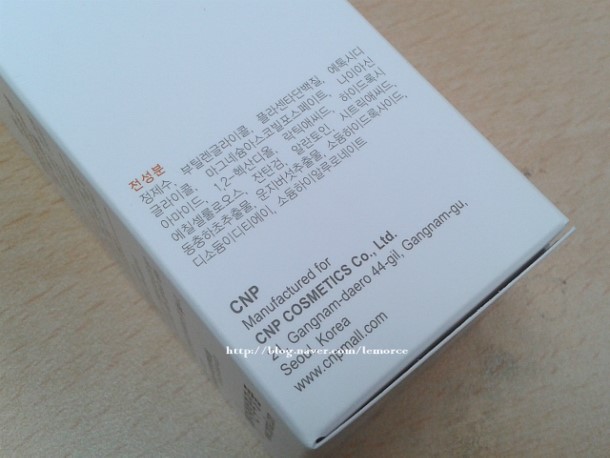 전성분
정제수, 부틸렌글라이콜, 플라센타단백질, 에톡시디
글라이콜, 마그네슘아스코빌포스페이트, 나이아신
아마이드, 1,2-헥산디올, 락틱애씨드, 하이드록시
에칠셀룰로오스, 잔탄검, 알란토인, 시트릭애씨드,
동충하초추출물, 운지버섯추출물, 소듐하이드록사이드,
디소듐이디티에이, 소듐하이알루로네이트
CNP
Manufactured for
CNP COSMETICS Co., Ltd.
Gangnam-daero 44-gil, Gangnam-gu,
Seoul, Korea
www.cnpmall.com
http://blog.naver.com/lemorce